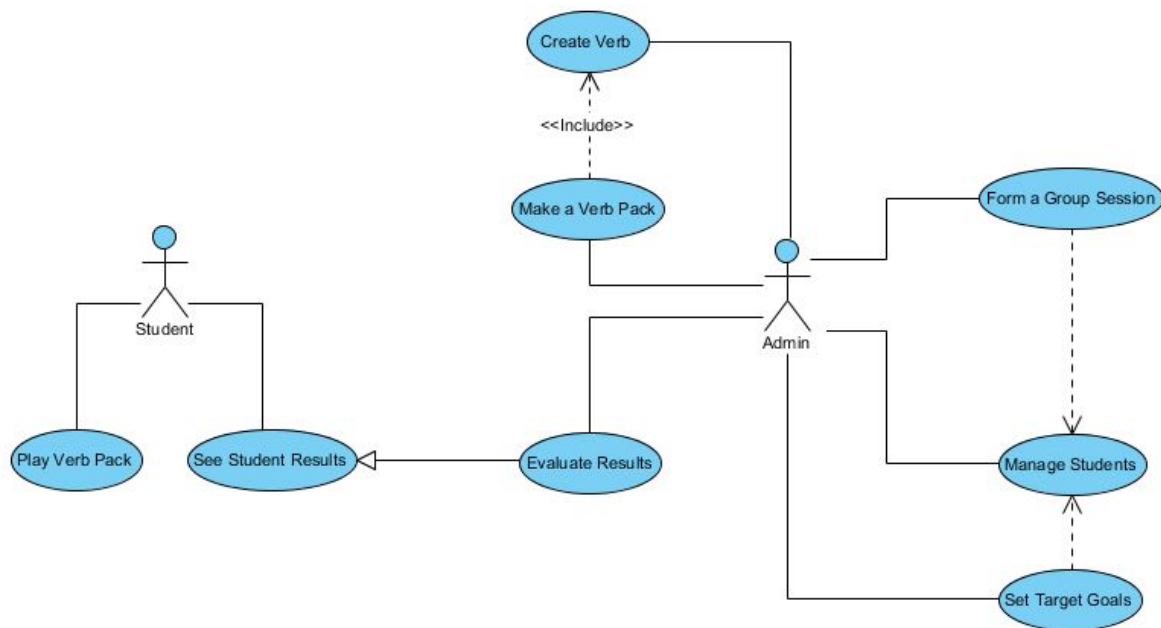 Create Verb
<<Include>>
Make a Verb Pack
Form a Group Session
Student
Admin
Play Verb Pack
See Student Results
Evaluate Results
Manage Students
Set Target Goals